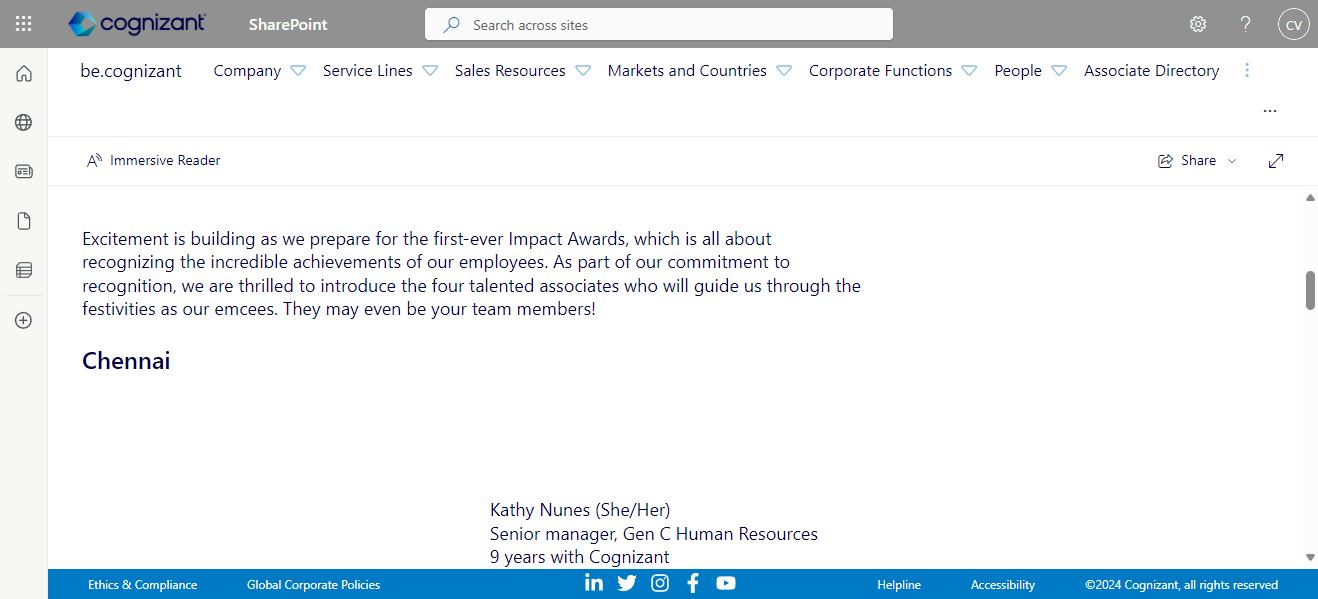 cognizant
SharePoint
Search across sites
?
CV
be.cognizant
Company
Service Lines
Sales Resources
Markets and Countries
Corporate Functions
People
Associate Directory
...
Immersive Reader
Share
Excitement is building as we prepare for the first-ever Impact Awards, which is all about
recognizing the incredible achievements of our employees. As part of our commitment to
recognition, we are thrilled to introduce the four talented associates who will guide us through the
festivities as our emcees. They may even be your team members!
Chennai
Kathy Nunes (She/Her)
Senior manager, Gen C Human Resources
9 years with Cognizant
Ethics & Compliance
Global Corporate Policies
Helpline
Accessibility
©2024 Cognizant, all rights reserved